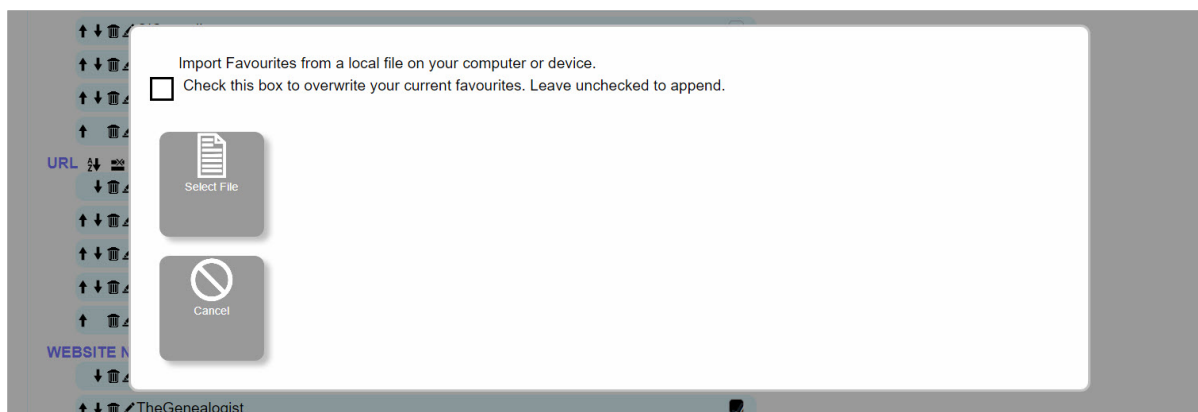 Import Favourites from a local file on your computer or device.
Check this box to overwrite your current favourites. Leave unchecked to append.
Select File
Cancel
URL
WEBSITE
TheGenealogist